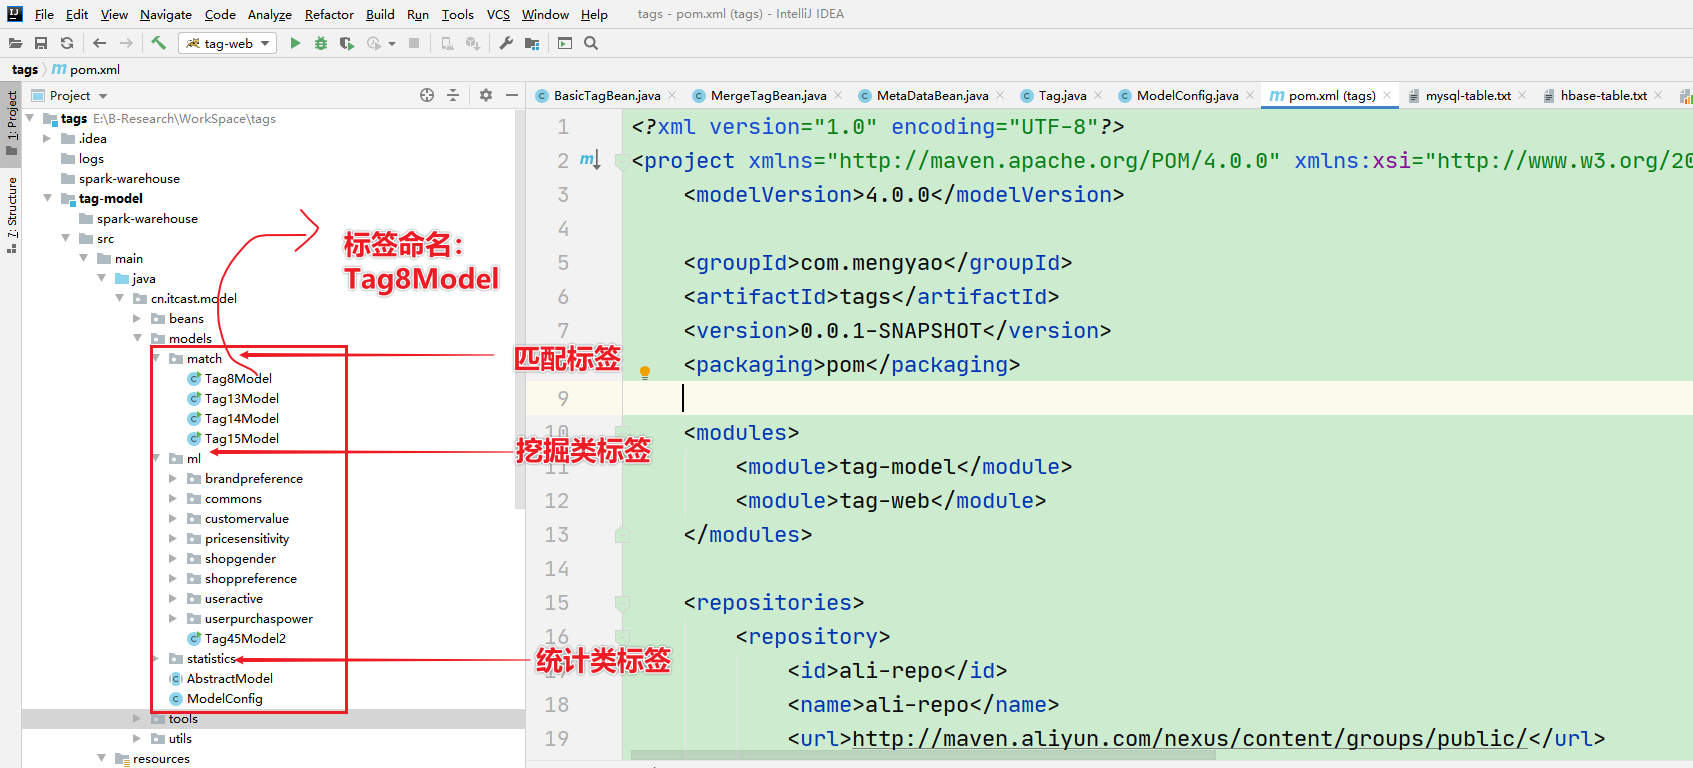 File Edit View Navigate Code Analyze Refactor Build Run Tools VCS Window Help tags - pom.xml (tags) - IntelliJ IDEA
tag-web
tags pom.xml
1: Project
7: Structure
Project
tags E:\B-Research\WorkSpace\tags
.idea
logs
spark-warehouse
tag-model
spark-warehouse
src
main
java
cn.itcast.model
beans
models
match
Tag8Model
Tag13Model
Tag14Model
Tag15Model
ml
brandpreference
commons
customervalue
pricesensitivity
shopgender
shoppreference
useractive
userpurchaspower
Tag45Model2
statistics
AbstractModel
ModelConfig
tools
utils
resources
标签命名：
Tag8Model
匹配标签
挖掘类标签
统计类标签
BasicTagBean.java MergeTagBean.java MetaDataBean.java Tag.java ModelConfig.java pom.xml (tags) mysql-table.txt hbase-table.txt
1 <?xml version="1.0" encoding="UTF-8"?>
2 <project xmlns="http://maven.apache.org/POM/4.0.0" xmlns:xsi="http://www.w3.org/20
3 <modelVersion>4.0.0</modelVersion>
4
5 <groupId>com.mengyao</groupId>
6 <artifactId>tags</artifactId>
7 <version>0.0.1-SNAPSHOT</version>
8 <packaging>pom</packaging>
9
10 <modules>
11 <module>tag-model</module>
12 <module>tag-web</module>
13 </modules>
14
15 <repositories>
16 <repository>
17 <id>ali-repo</id>
18 <name>ali-repo</name>
19 <url>http://maven.aliyun.com/nexus/content/groups/public/</url>